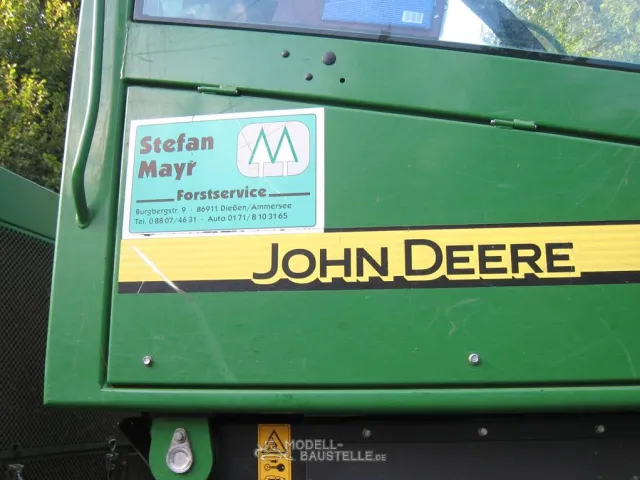 Stefan
Mayr
Forstservice
Burgbergstr. 9 · 86911 Dießen/Ammersee
Tel. 0 88 07/46 31 · Auto 0171/8 10 31 65
JOHN DEERE
MODELL-
BAUSTELLE.DE